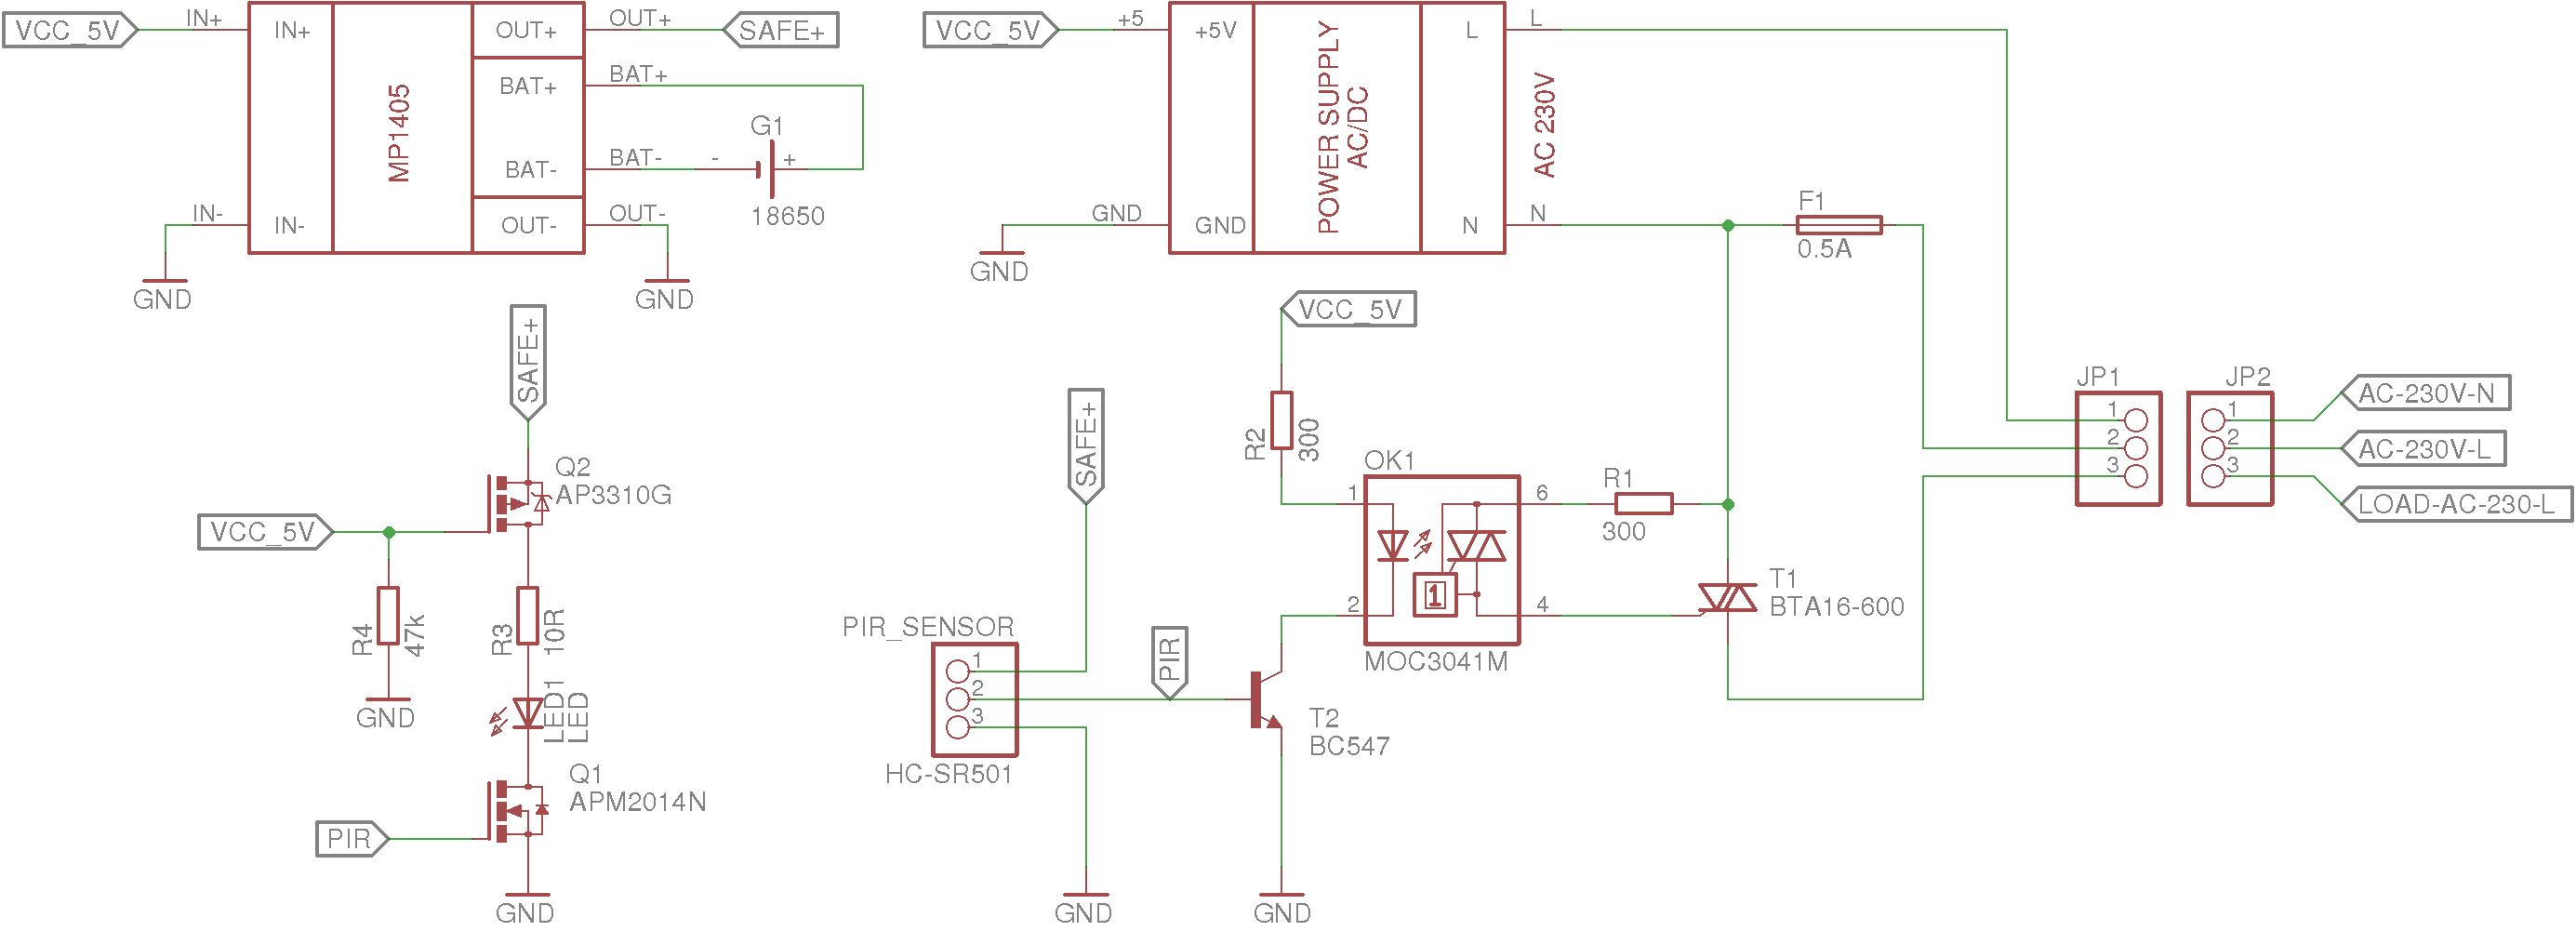 VCC_5V
IN+
IN+
MP1405
OUT+
OUT+
SAFE+
BAT+
BAT+
BAT-
BAT-
G1
-
+
18650
IN-
IN-
GND
OUT-
OUT-
GND
VCC_5V
+5
+5V
POWER SUPPLY
AC/DC
L
L
AC 230V
GND
GND
GND
N
N
F1
0.5A
SAFE+
Q2
AP3310G
VCC_5V
R4
47k
GND
R3
10R
LED1
LED
Q1
APM2014N
PIR
GND
SAFE+
PIR_SENSOR
1
2
3
HC-SR501
GND
PIR
VCC_5V
R2
300
OK1
1
2
6
4
1
MOC3041M
R1
300
T1
BTA16-600
T2
BC547
GND
JP1
1
2
3
JP2
1
2
3
AC-230V-N
AC-230V-L
LOAD-AC-230-L